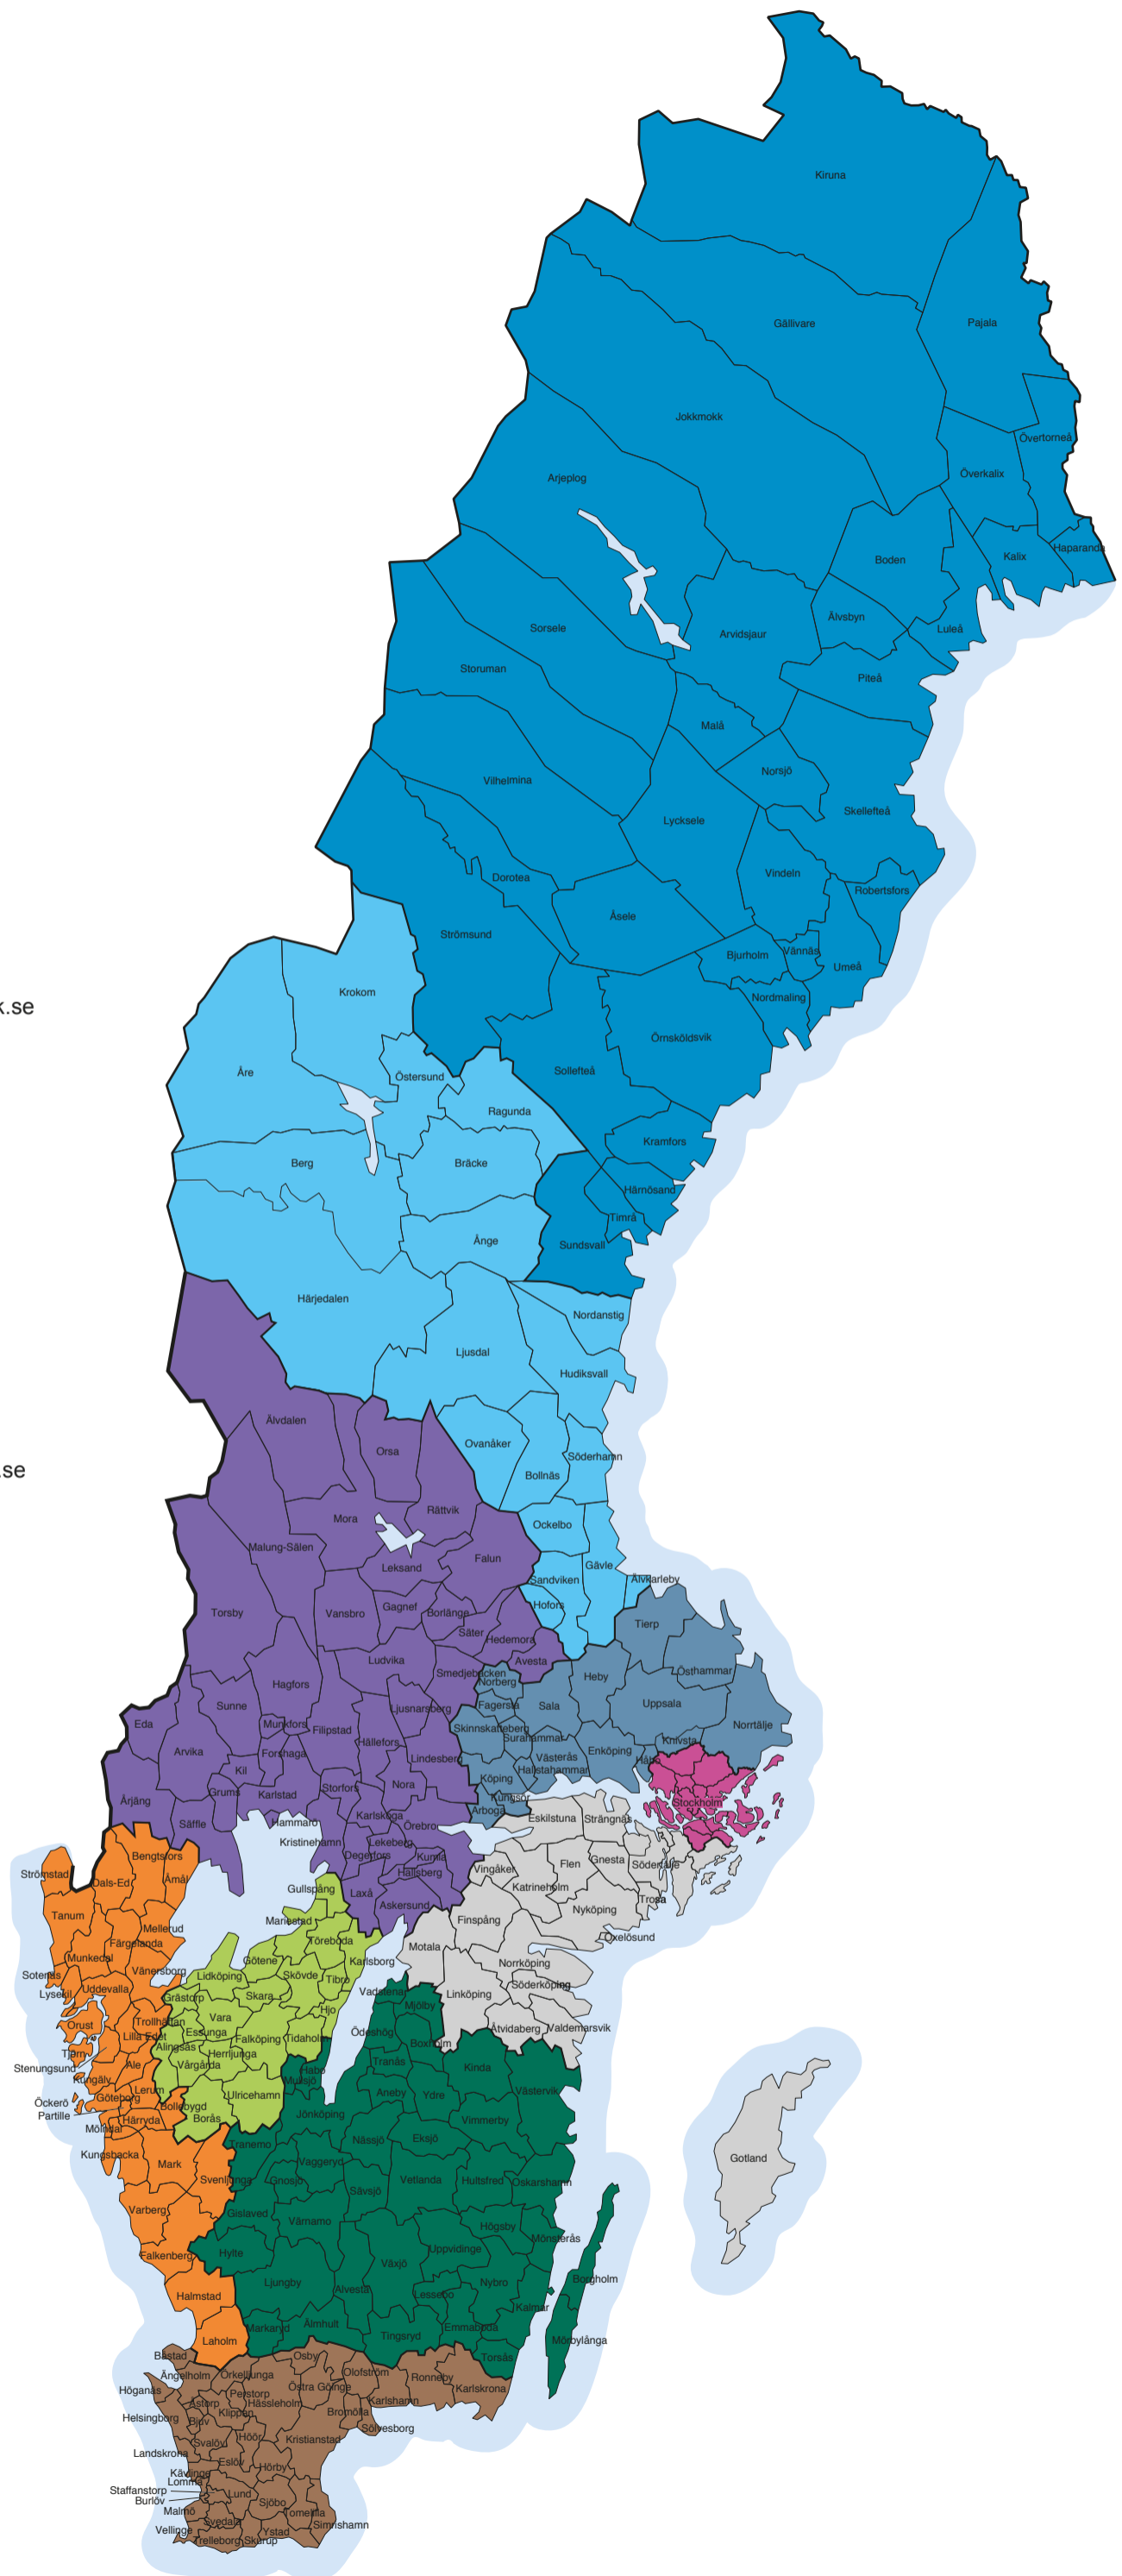 Kiruna
Gällivare
Pajala
Jokkmokk
Övertorneå
Överkalix
Arjeplog
Haparanda
Kalix
Boden
Älvsbyn
Luleå
Sorsele
Arvidsjaur
Storuman
Piteå
Malå
Norsjö
Vilhelmina
Skellefteå
Lycksele
Vindeln
Dorotea
Robertsfors
Åsele
Strömsund
Vännäs
Bjurholm
Umeå
Krokom
Nordmaling
k.se
Örnsköldsvik
Åre
Sollefteå
Östersund
Ragunda
Kramfors
Berg
Bräcke
Härnösand
Timrå
Ånge
Sundsvall
Härjedalen
Nordanstig
Ljusdal
Hudiksvall
Älvdalen
Ovanåker
Orsa
Söderhamn
.se
Bollnäs
Rättvik
Mora
Ockelbo
Malung-Sälen
Falun
Gävle
Leksand
Sandviken
Älvkarleby
Hofors
Gagnef
Torsby
Vansbro
Borlänge
Tierp
Säter
Hedemora
Ludvika
Avesta
Smedjebacken
Östhammar
Heby
Norberg
Hagfors
Uppsala
Sunne
Fagersta
Sala
Ljusnarsberg
Eda
Munkfors
Norrtälje
Filipstad
Skinnskatteberg
Surahammar
Knivsta
Hällefors
Arvika
Forshaga
Enköping
Västerås
Lindesberg
Håbo
Kil
Hallstahammar
Köping
Nora
Storfors
Grums
Karlstad
Kungsör
Årjäng
Stockholm
Arboga
Karlskoga
Eskilstuna
Strängnäs
Säffle
Hammarö
Örebro
Kristinehamn
Lekeberg
Degerfors
Kumla
Bengtsfors
Gnesta
Flen
Södertälje
Vingåker
Hallsberg
Strömstad
Åmål
Dals-Ed
Katrineholm
Gullspång
Laxå
Trosa
Askersund
Nyköping
Tanum
Mariestad
Finspång
Mellerud
Oxelösund
Töreboda
Färgelanda
Motala
Munkedal
Götene
Karlsborg
Norrköping
Vänersborg
Sotenäs
Lidköping
Skövde
Tibro
Söderköping
Uddevalla
Vadstena
Lysekil
Linköping
Skara
Grästorp
Mjölby
Hjo
Vara
Trollhättan
Orust
Åtvidaberg
Valdemarsvik
Essunga
Ödeshög
Lilla Edet
Falköping
Tidaholm
Boxholm
Alingsås
Tjörn
Herrljunga
Tranås
Vårgårda
Ale
Stenungsund
Kinda
Habo
Kungälv
Mullsjö
Lerum
Aneby
Västervik
Ydre
Ulricehamn
Göteborg
Öckerö
Bollebygd
Jönköping
Partille
Borås
Härryda
Vimmerby
Mölndal
Eksjö
Nässjö
Tranemo
Kungsbacka
Gotland
Vaggeryd
Mark
Svenljunga
Gnosjö
Vetlanda
Hultsfred
Oskarshamn
Sävsjö
Varberg
Gislaved
Värnamo
Högsby
Mönsterås
Uppvidinge
Hylte
Falkenberg
Växjö
Borgholm
Ljungby
Nybro
Alvesta
Lessebo
Halmstad
Kalmar
Älmhult
Markaryd
Emmaboda
Tingsryd
Laholm
Mörbylånga
Båstad
Osby
Torsås
Olofström
Ängelholm
Örkelljunga
Ronneby
Östra Göinge
Karlskrona
Höganäs
Perstorp
Karlshamn
Åstorp
Hässleholm
Klippan
Bromölla
Helsingborg
Bjuv
Sölvesborg
Höör
Kristianstad
Svalöv
Landskrona
Eslöv
Hörby
Kävlinge
Lomma
Staffanstorp
Lund
Burlöv
Sjöbo
Malmö
Tomelilla
Svedala
Simrishamn
Vellinge
Ystad
Trelleborg
Skurup